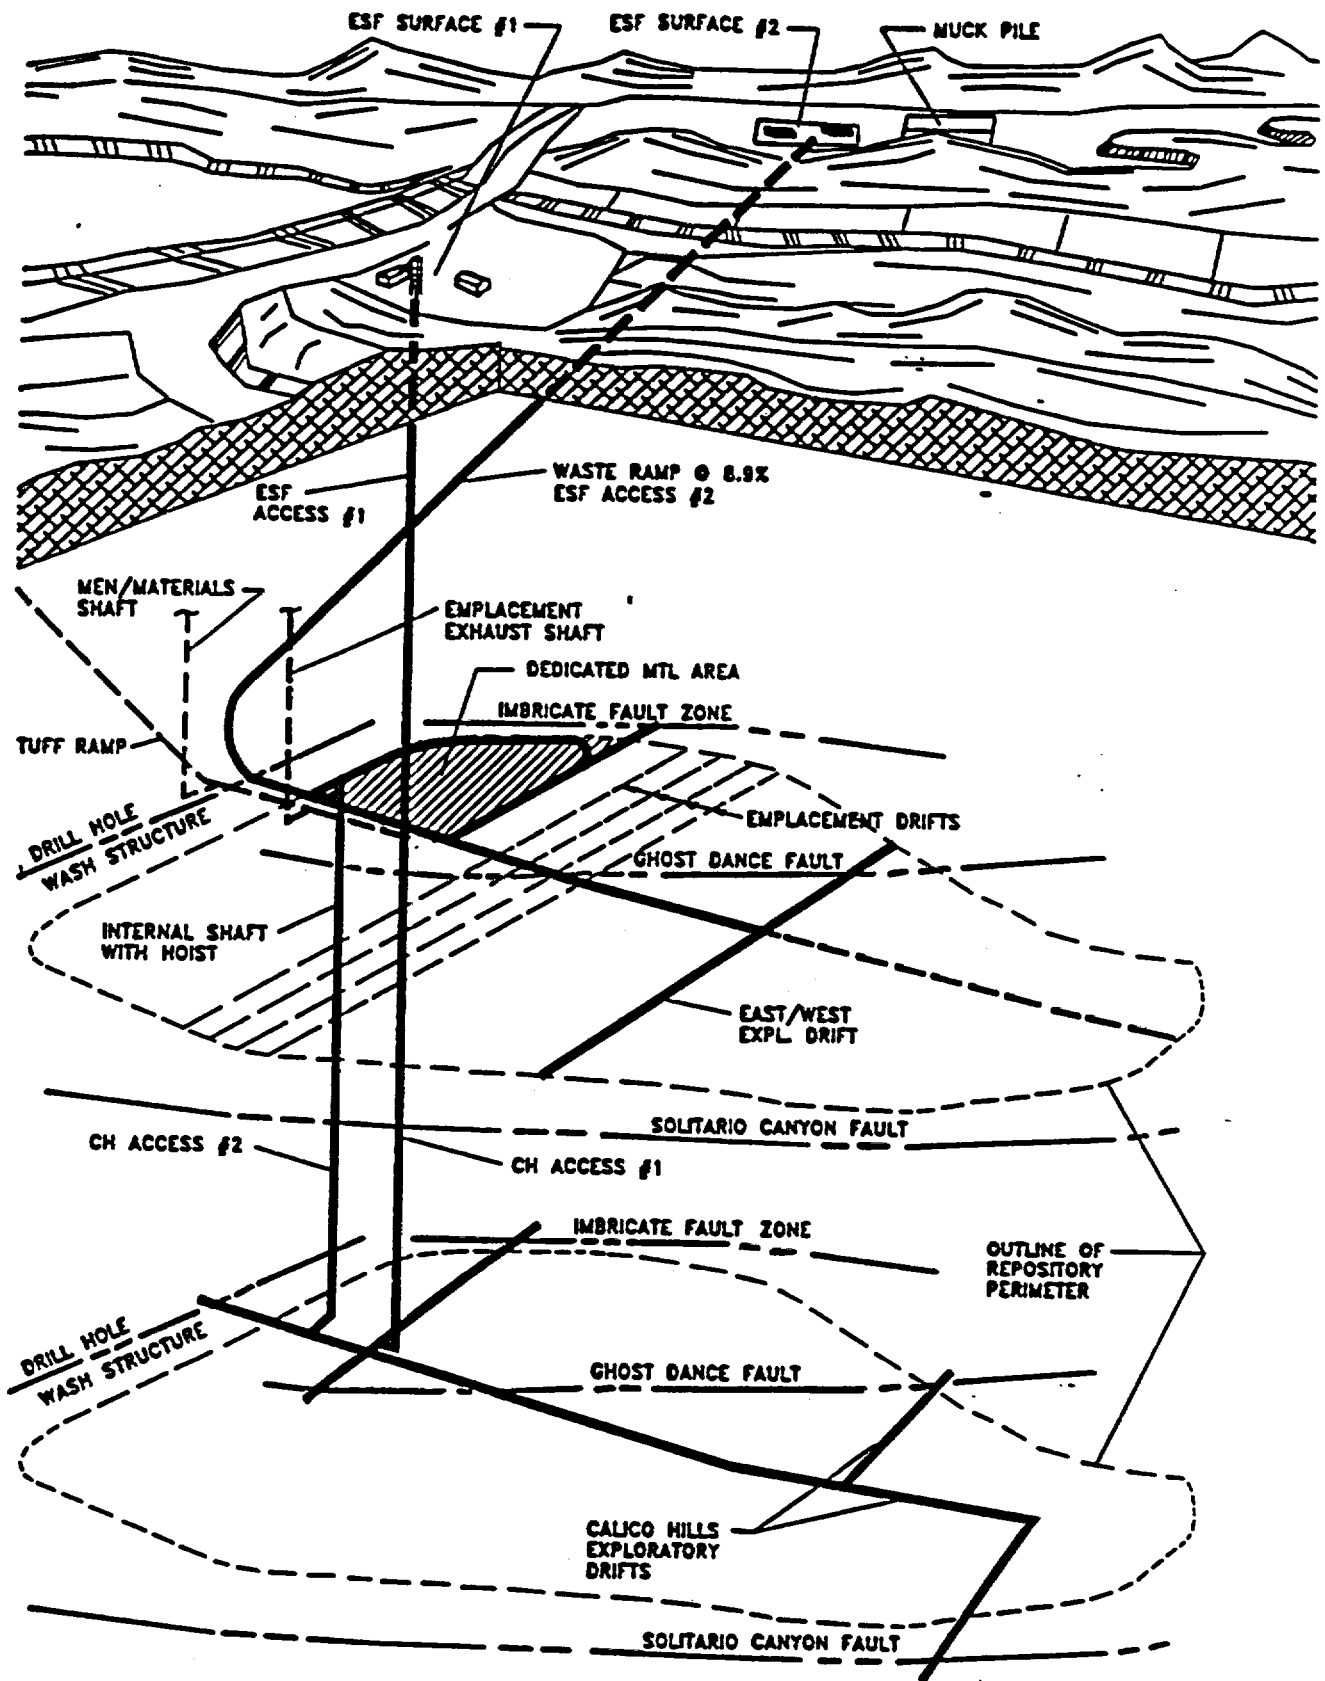 ESF SURFACE #1
ESF SURFACE #2
MUCK PILE
WASTE RAMP @ 8.9%
ESF ACCESS #2
ESF
ACCESS #1
MEN/MATERIALS
SHAFT
EMPLACEMENT
EXHAUST SHAFT
DEDICATED MTL AREA
IMBRICATE FAULT ZONE
TUFF RAMP
DRILL HOLE
WASH STRUCTURE
EMPLACEMENT DRIFTS
GHOST DANCE FAULT
INTERNAL SHAFT
WITH HOIST
EAST/WEST
EXPL. DRIFT
SOLITARIO CANYON FAULT
CH ACCESS #2
CH ACCESS #1
IMBRICATE FAULT ZONE
OUTLINE OF
REPOSITORY
PERIMETER
DRILL HOLE
WASH STRUCTURE
GHOST DANCE FAULT
CALICO HILLS
EXPLORATORY
DRIFTS
SOLITARIO CANYON FAULT